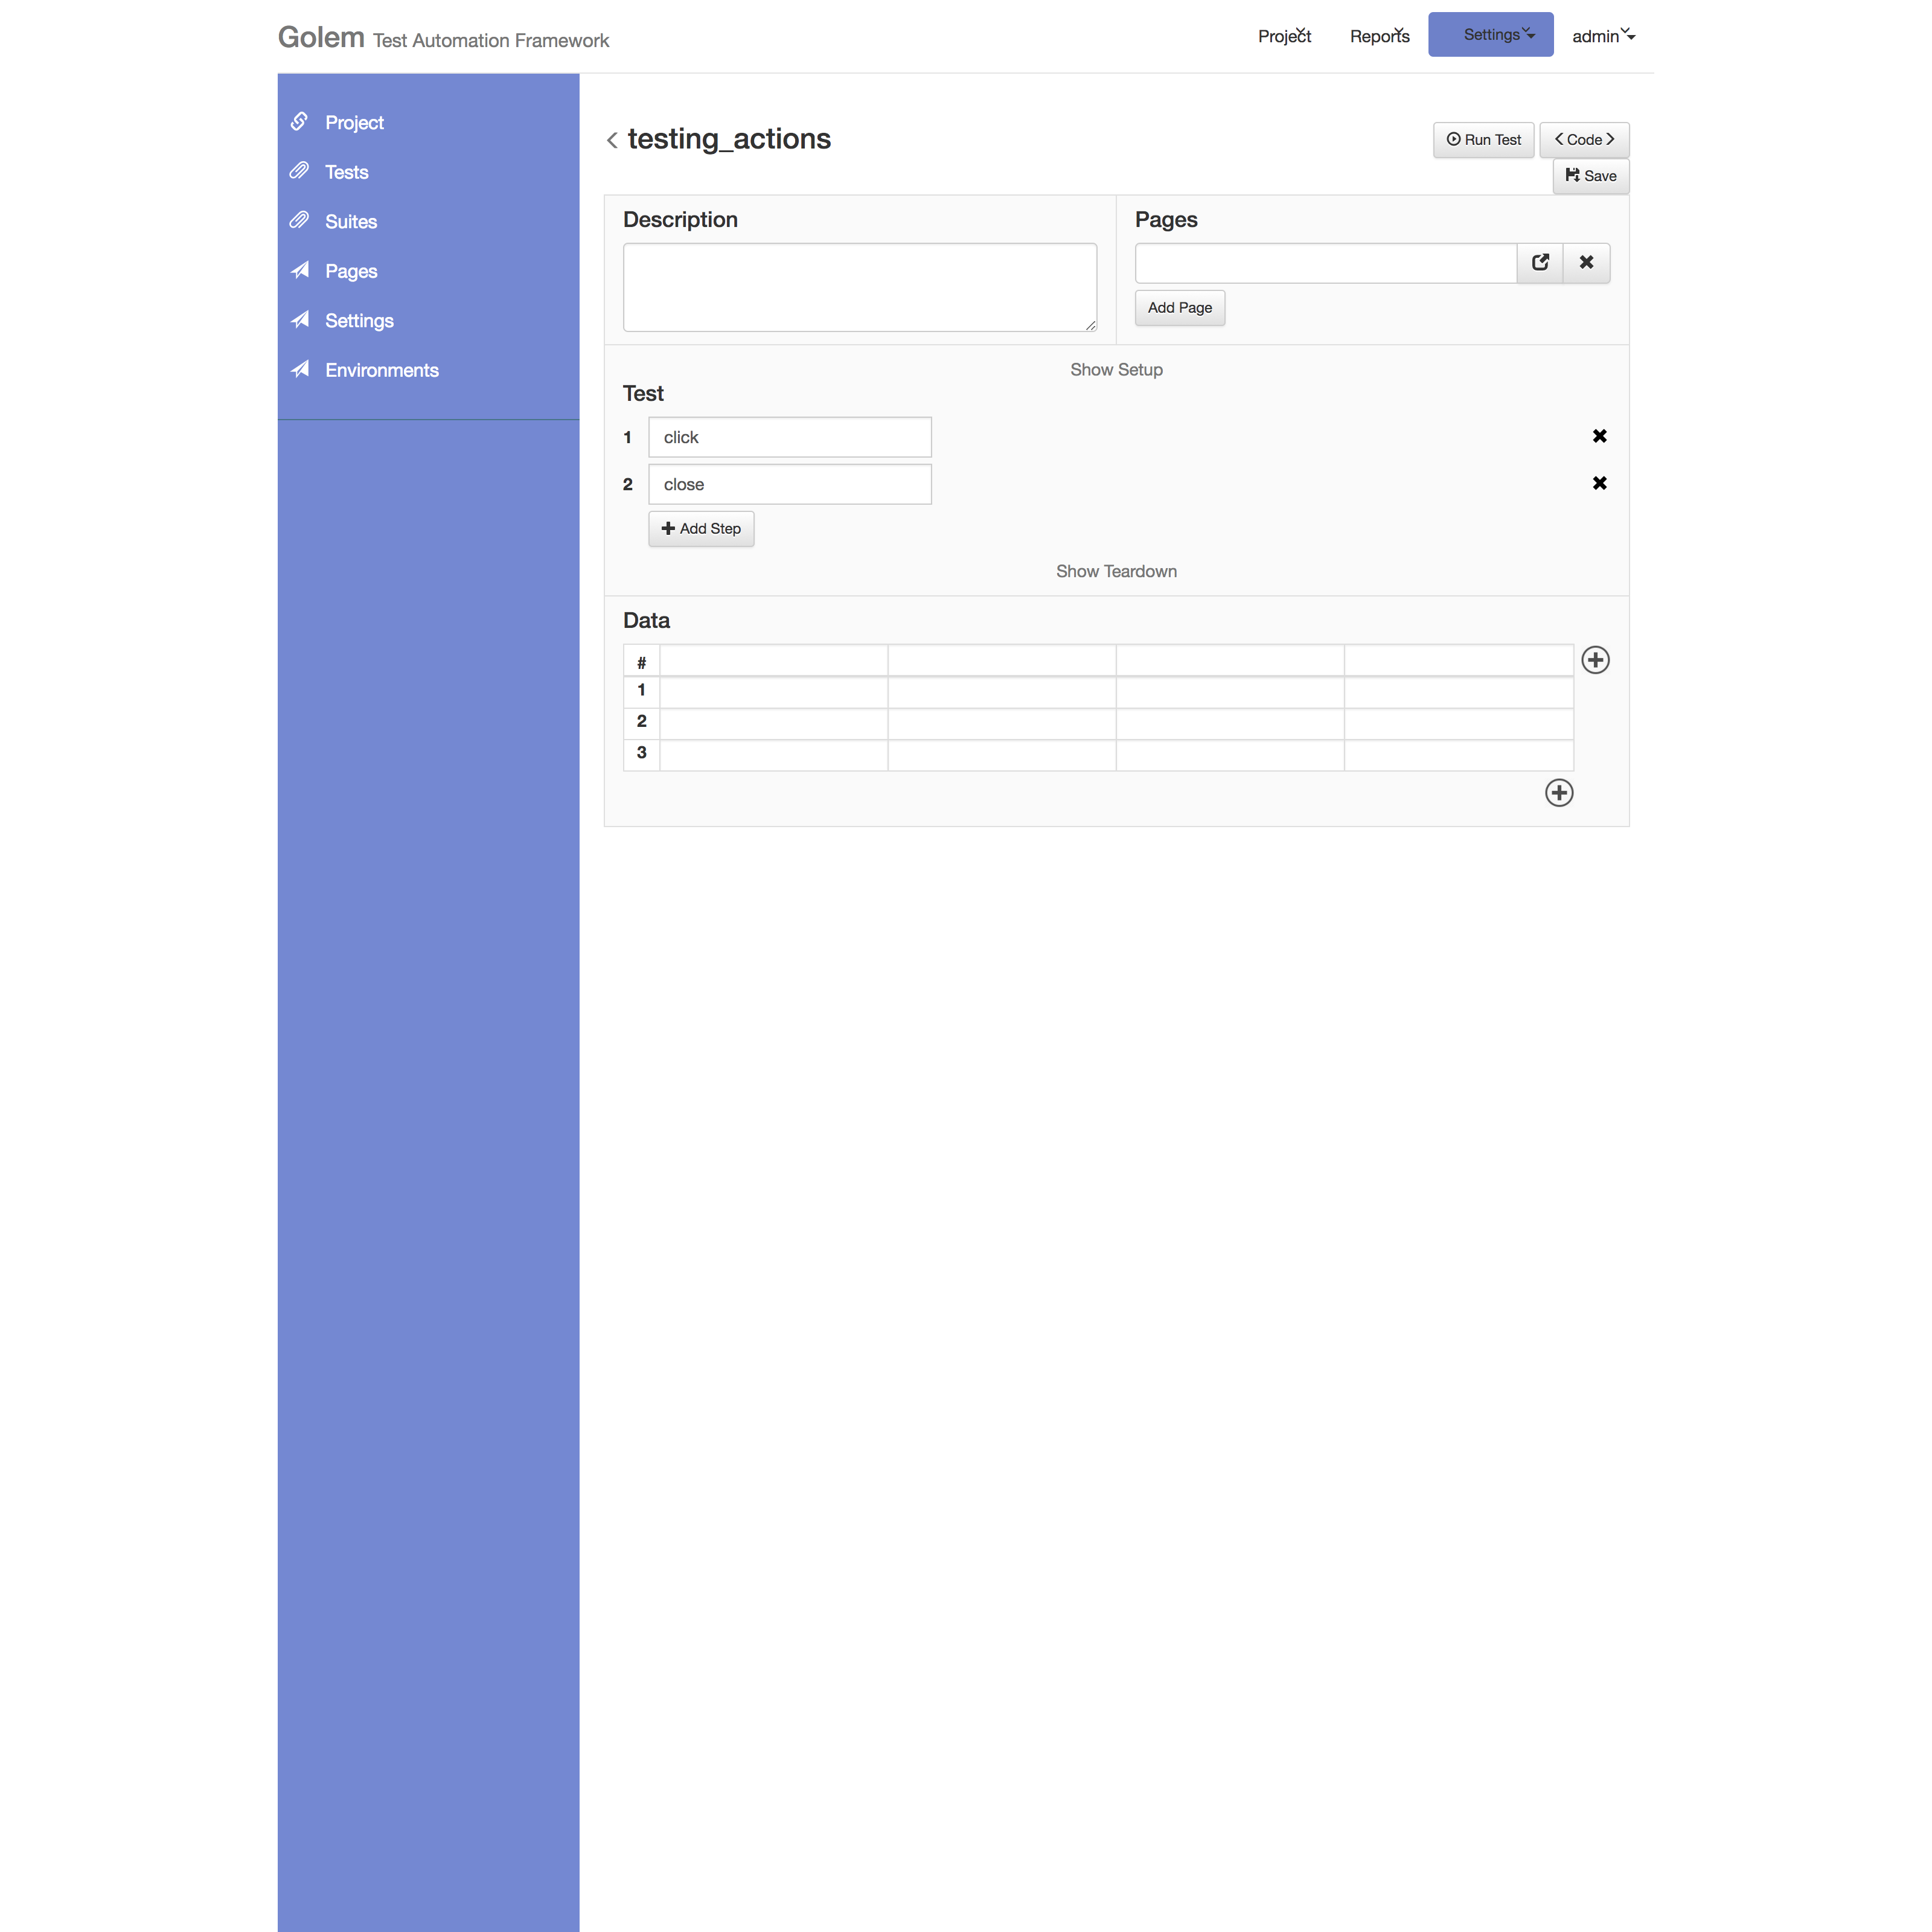 Golem Test Automation Framework
Project Reports Settings admin
Project
Tests
Suites
Pages
Settings
Environments
testing_actions
Run Test Code
Save
Description Pages
Add Page
Show Setup
Test
1 click
2 close
Add Step
Show Teardown
Data
#
1
2
3